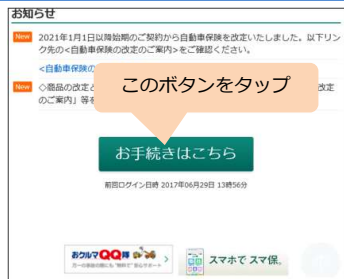 お知らせ
New 2021年1月1日以降始期のご契約から自動車保険を改定いたしました。以下リン
ク先の<自動車保険の改定のご案内>をご確認ください。
<自動車保険の
New ◇商品の改定と
改定
のご案内」等を
このボタンをタップ
お手続きはこちら
前回ログイン日時 2017年06月29日 13時56分
おクルマQQ隊
スマホで スマ保。